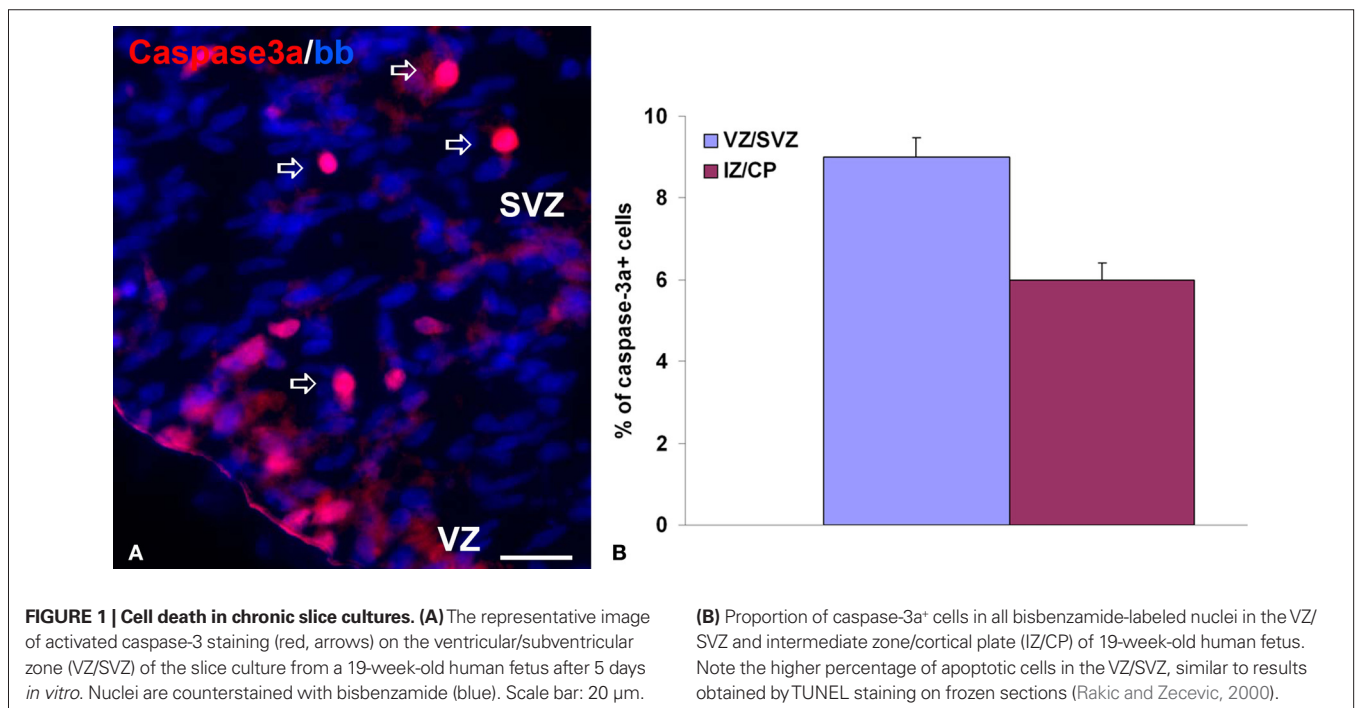 Caspase3a/bb
SVZ
VZ
A
10
8
6
4
2
0
% of caspase-3a+ cells
VZ/SVZ
IZ/CP
B
FIGURE 1 | Cell death in chronic slice cultures. (A) The representative image
of activated caspase-3 staining (red, arrows) on the ventricular/subventricular
zone (VZ/SVZ) of the slice culture from a 19-week-old human fetus after 5 days
in vitro. Nuclei are counterstained with bisbenzamide (blue). Scale bar: 20 µm.
(B) Proportion of caspase-3a⁺ cells in all bisbenzamide-labeled nuclei in the VZ/
SVZ and intermediate zone/cortical plate (IZ/CP) of 19-week-old human fetus.
Note the higher percentage of apoptotic cells in the VZ/SVZ, similar to results
obtained by TUNEL staining on frozen sections (Rakic and Zecevic, 2000).